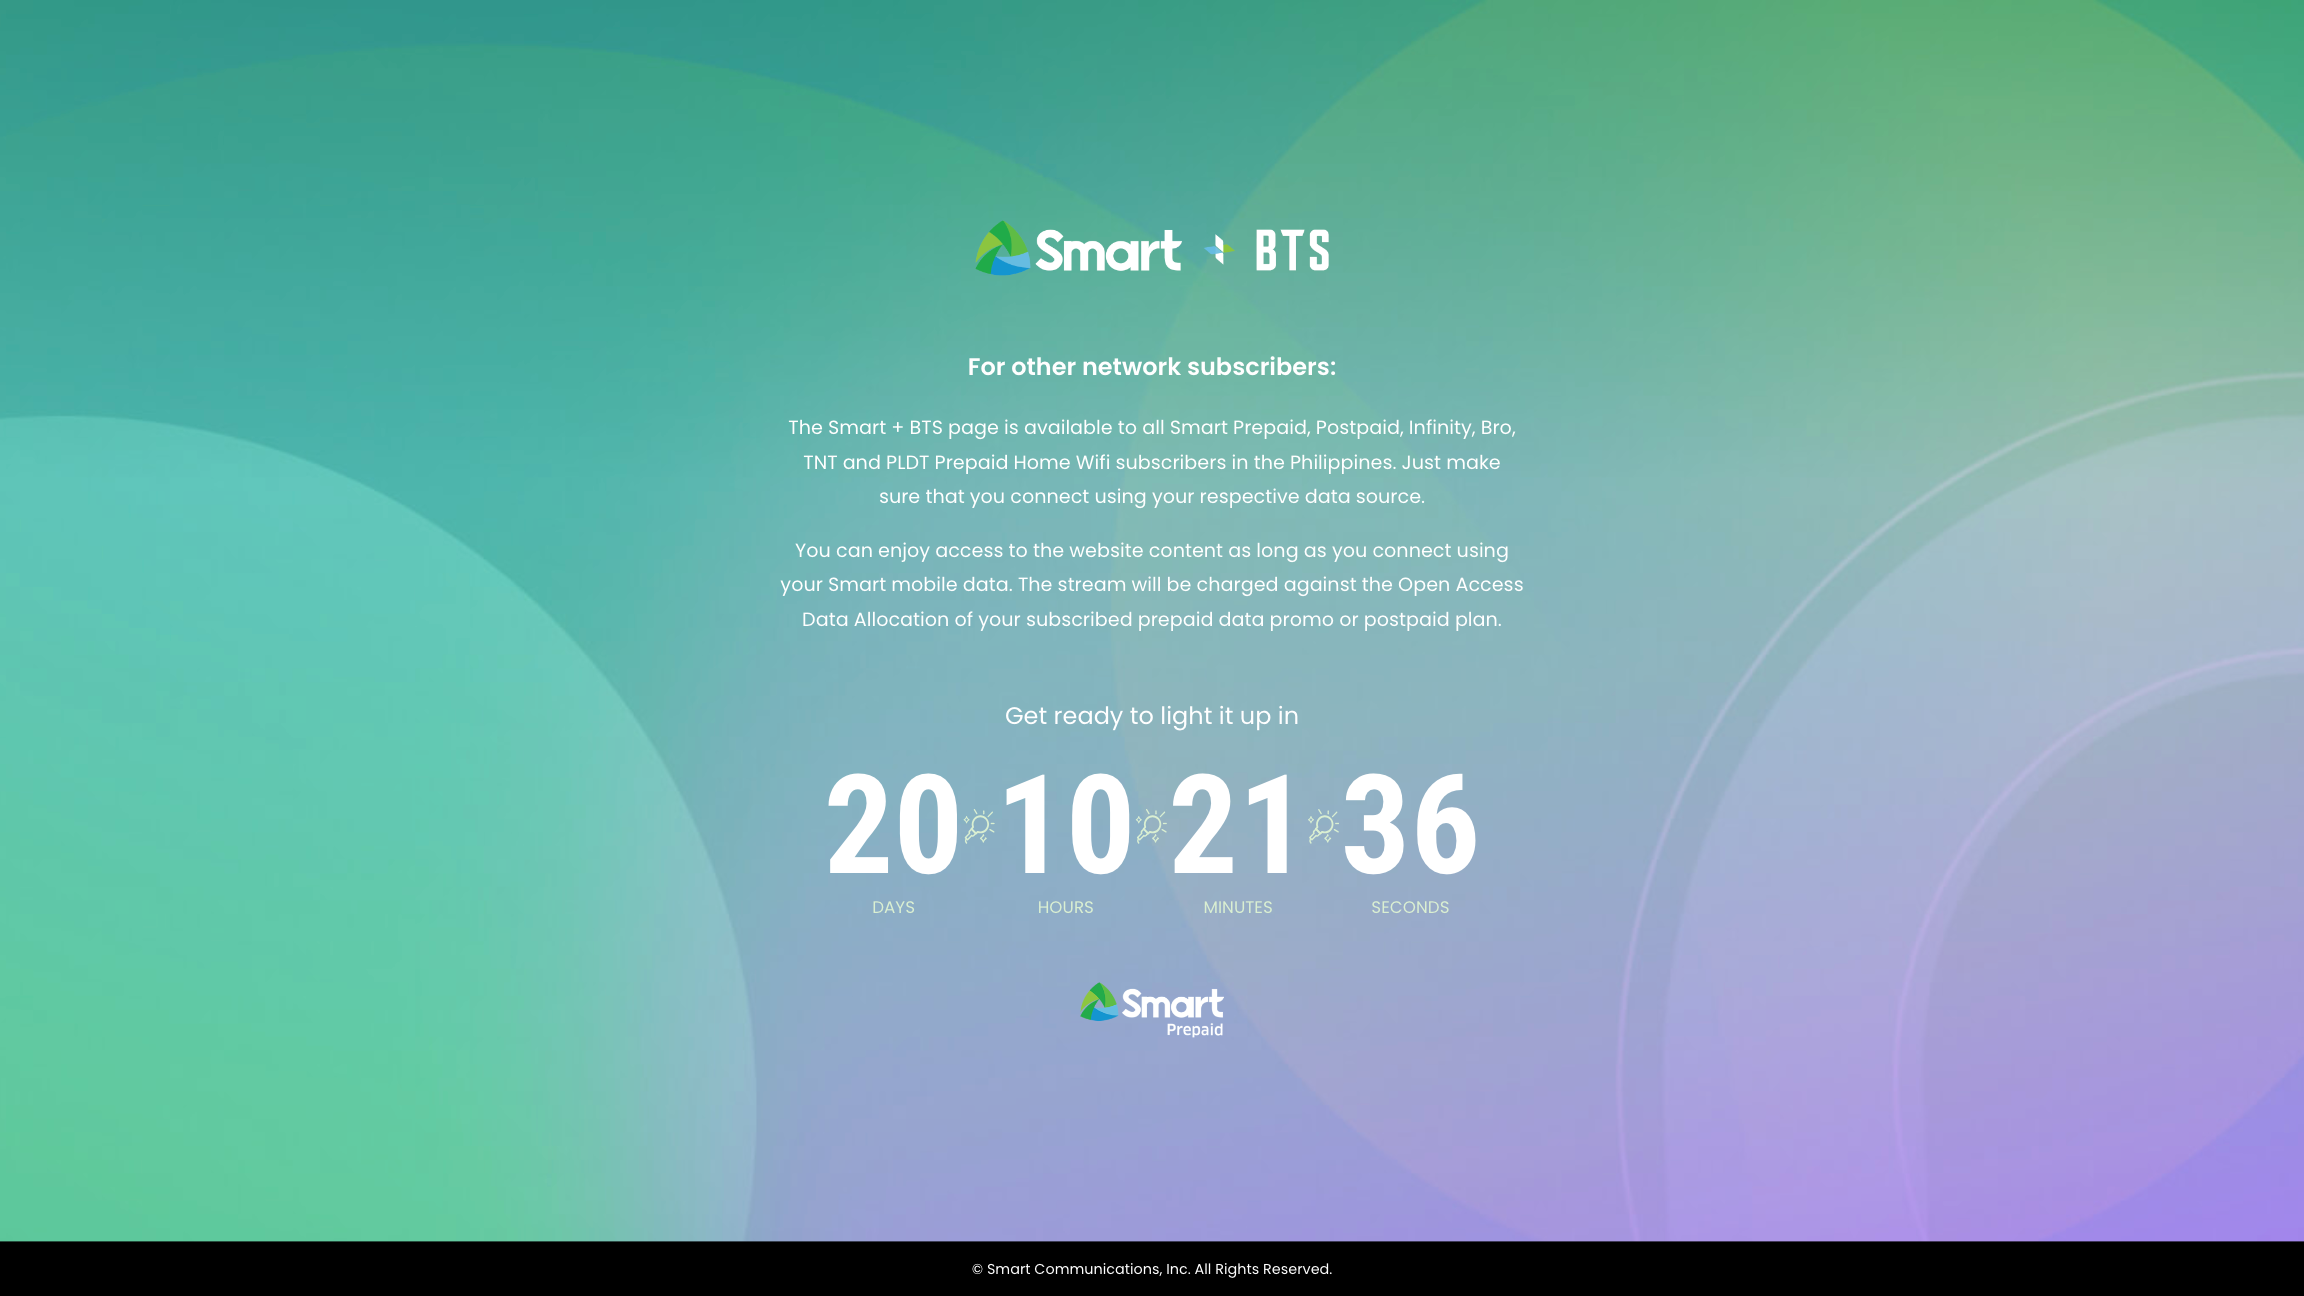 Smart + BTS
For other network subscribers:
The Smart + BTS page is available to all Smart Prepaid, Postpaid, Infinity, Bro,
TNT and PLDT Prepaid Home Wifi subscribers in the Philippines. Just make
sure that you connect using your respective data source.
You can enjoy access to the website content as long as you connect using
your Smart mobile data. The stream will be charged against the Open Access
Data Allocation of your subscribed prepaid data promo or postpaid plan.
Get ready to light it up in
20 10 21 36
DAYS HOURS MINUTES SECONDS
Smart
Prepaid
© Smart Communications, Inc. All Rights Reserved.